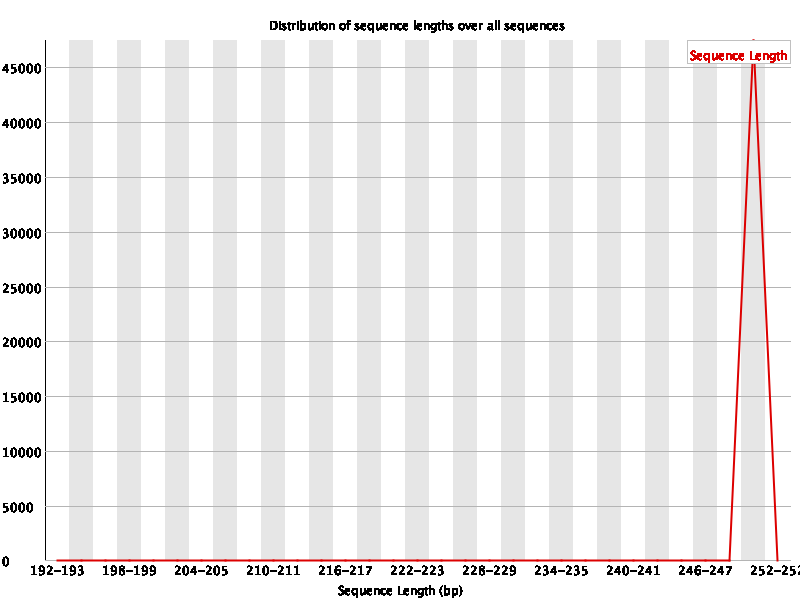 Distribution of sequence lengths over all sequences
Sequence Length
45000
40000
35000
30000
25000
20000
15000
10000
5000
0
192-193 198-199 204-205 210-211 216-217 222-223 228-229 234-235 240-241 246-247 252-252
Sequence Length (bp)